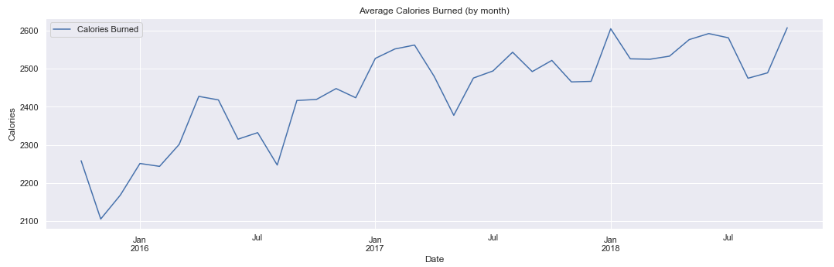 Average Calories Burned (by month)
Calories Burned
2600
2500
2400
2300
2200
2100
Calories
Jan
2016
Jul
Jan
2017
Jul
Jan
2018
Jul
Date